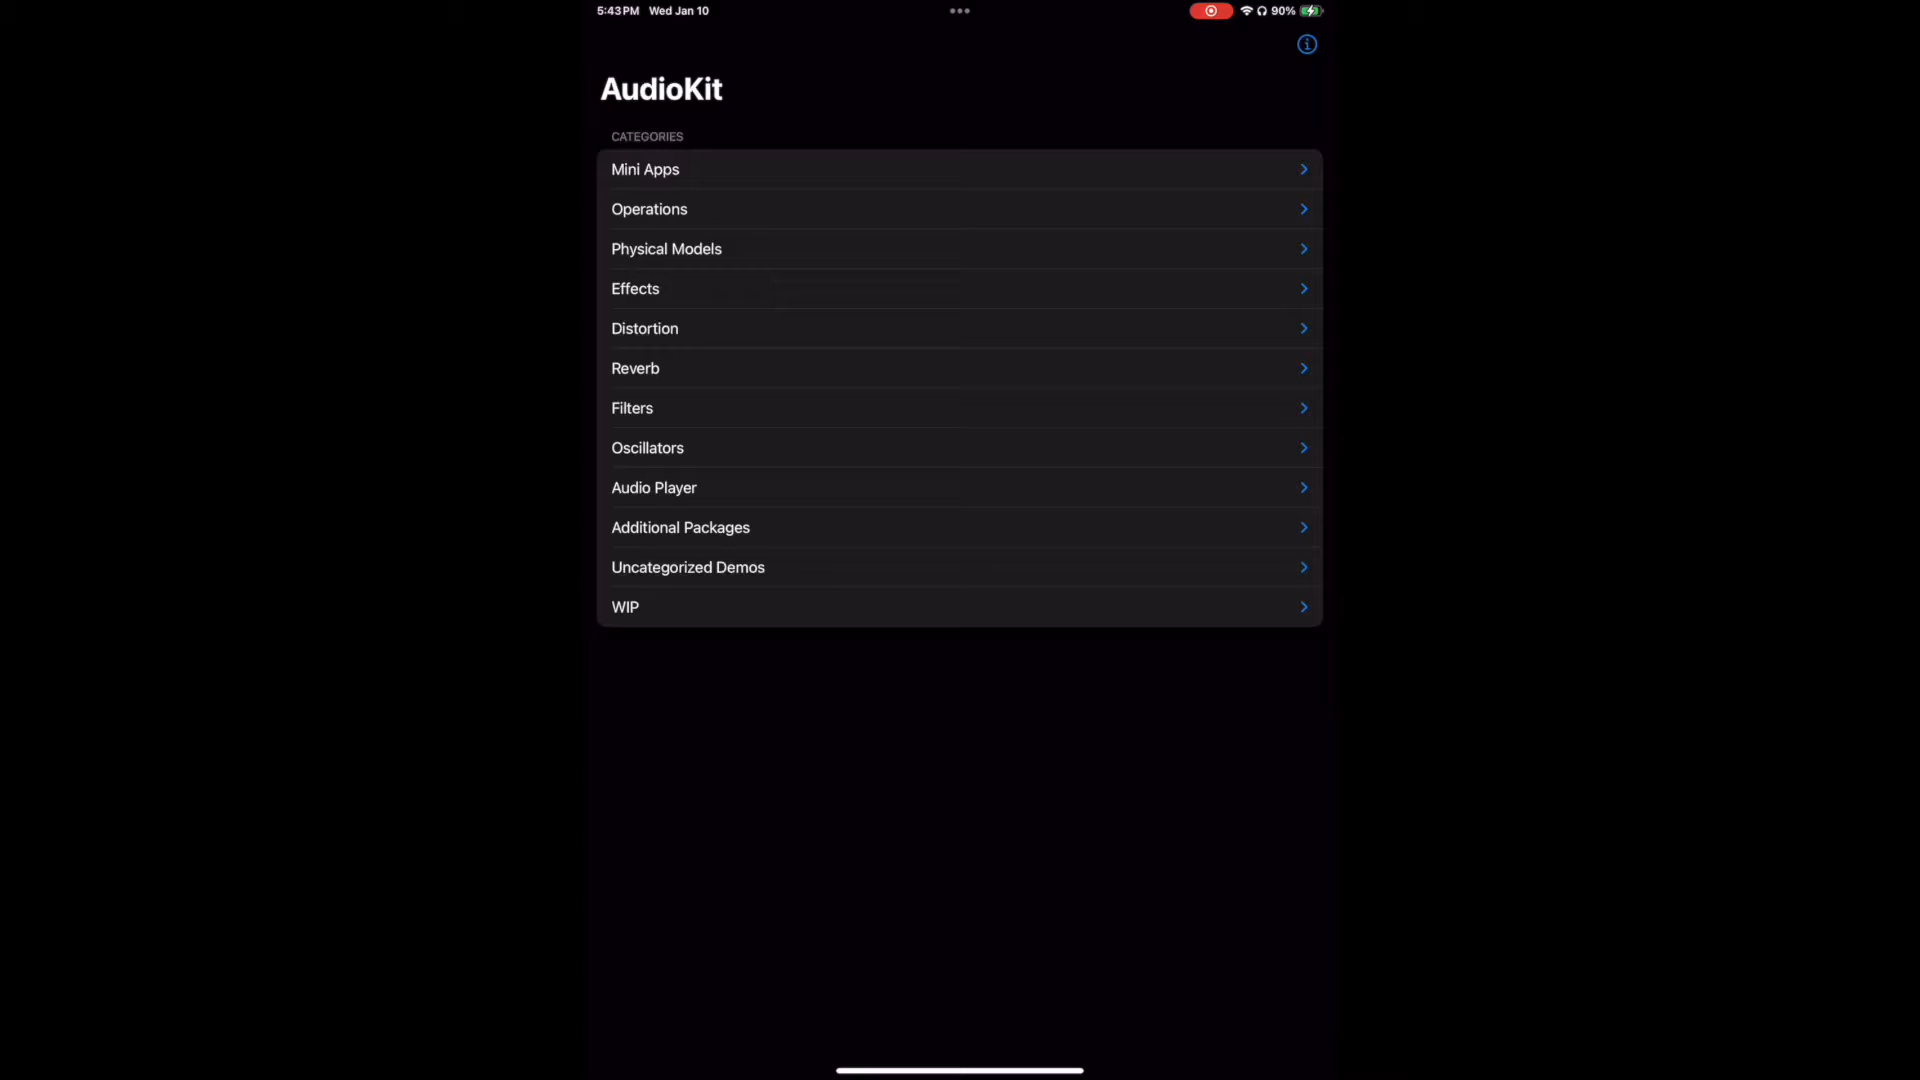 5:43 PM Wed Jan 10
90%
AudioKit
CATEGORIES
Mini Apps
Operations
Physical Models
Effects
Distortion
Reverb
Filters
Oscillators
Audio Player
Additional Packages
Uncategorized Demos
WIP